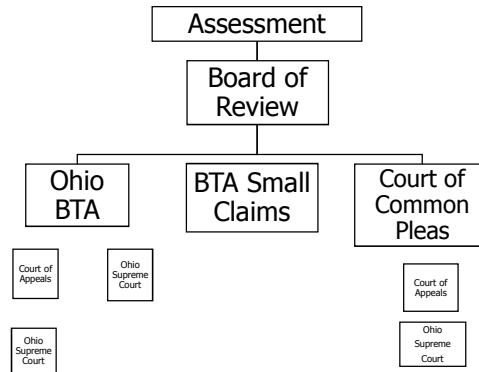 Assessment
Board of
Review
Ohio
BTA
BTA Small
Claims
Court of
Common
Pleas
Court of
Appeals
Ohio
Supreme
Court
Court of
Appeals
Ohio
Supreme
Court
Ohio
Supreme
Court